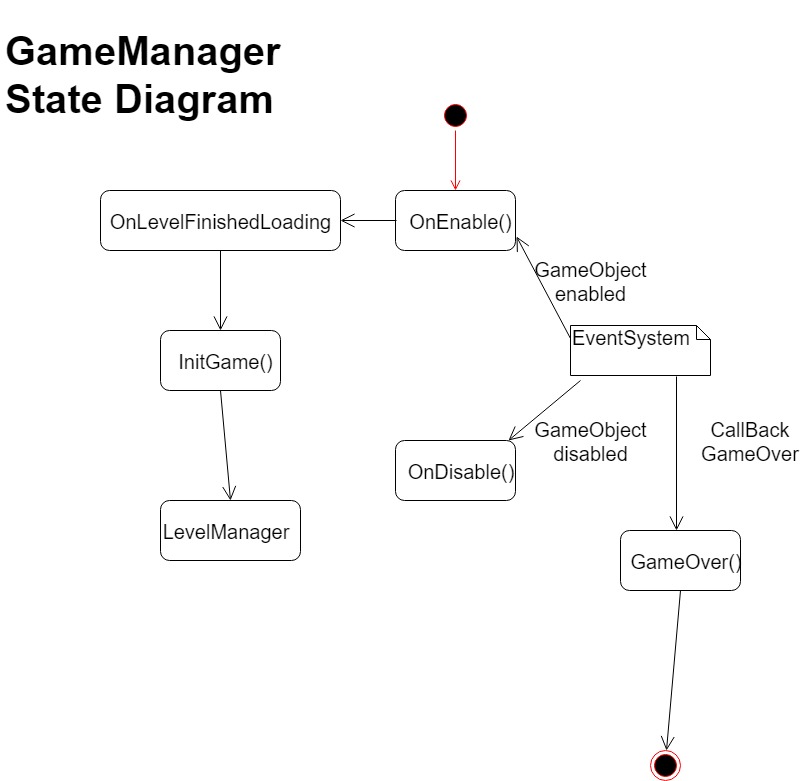 GameManager
State Diagram
OnLevelFinishedLoading
OnEnable()
GameObject
enabled
EventSystem
InitGame()
GameObject
disabled
CallBack
GameOver
OnDisable()
LevelManager
GameOver()